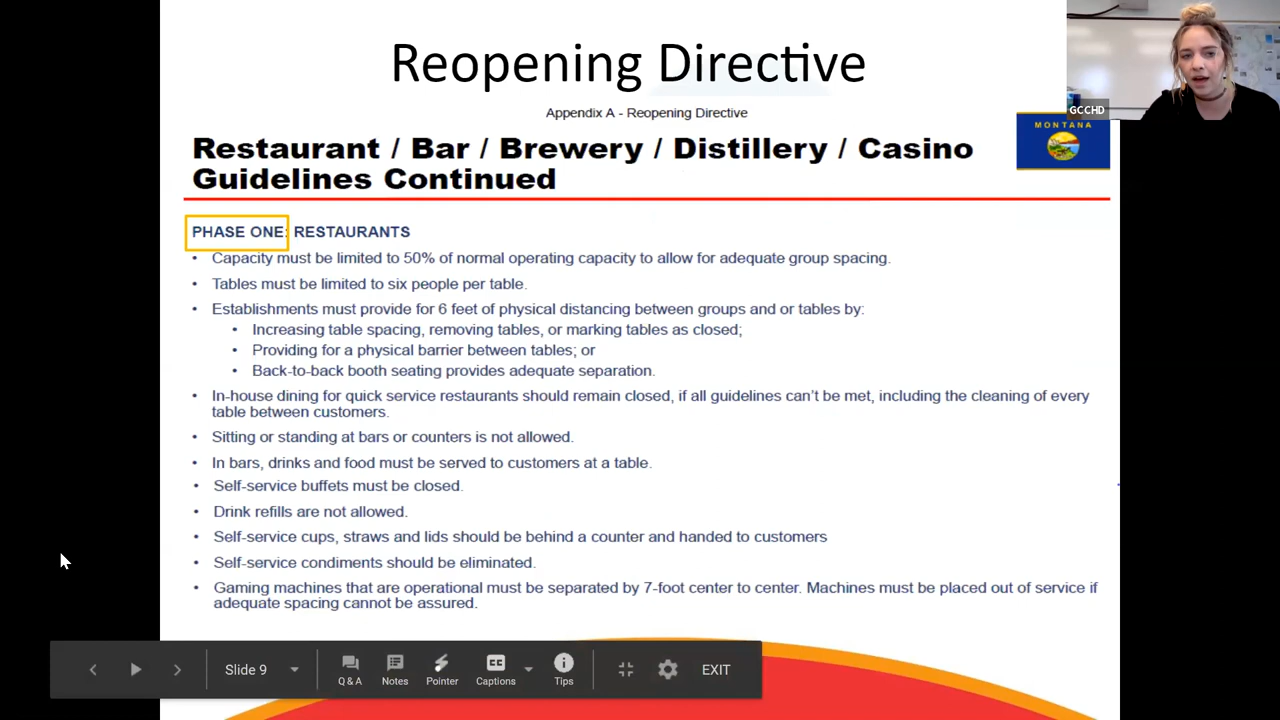 Reopening Directive
Appendix A - Reopening Directive
GCCHD
MONTANA
Restaurant / Bar / Brewery / Distillery / Casino
Guidelines Continued
PHASE ONE: RESTAURANTS
• Capacity must be limited to 50% of normal operating capacity to allow for adequate group spacing.
• Tables must be limited to six people per table.
• Establishments must provide for 6 feet of physical distancing between groups and or tables by:
• Increasing table spacing, removing tables, or marking tables as closed;
• Providing for a physical barrier between tables; or
• Back-to-back booth seating provides adequate separation.
• In-house dining for quick service restaurants should remain closed, if all guidelines can't be met, including the cleaning of every
table between customers.
• Sitting or standing at bars or counters is not allowed.
• In bars, drinks and food must be served to customers at a table.
• Self-service buffets must be closed.
• Drink refills are not allowed.
• Self-service cups, straws and lids should be behind a counter and handed to customers
• Self-service condiments should be eliminated.
• Gaming machines that are operational must be separated by 7-foot center to center. Machines must be placed out of service if
adequate spacing cannot be assured.
Slide 9
Q & A
Notes
Pointer
CC
Captions
Tips
EXIT